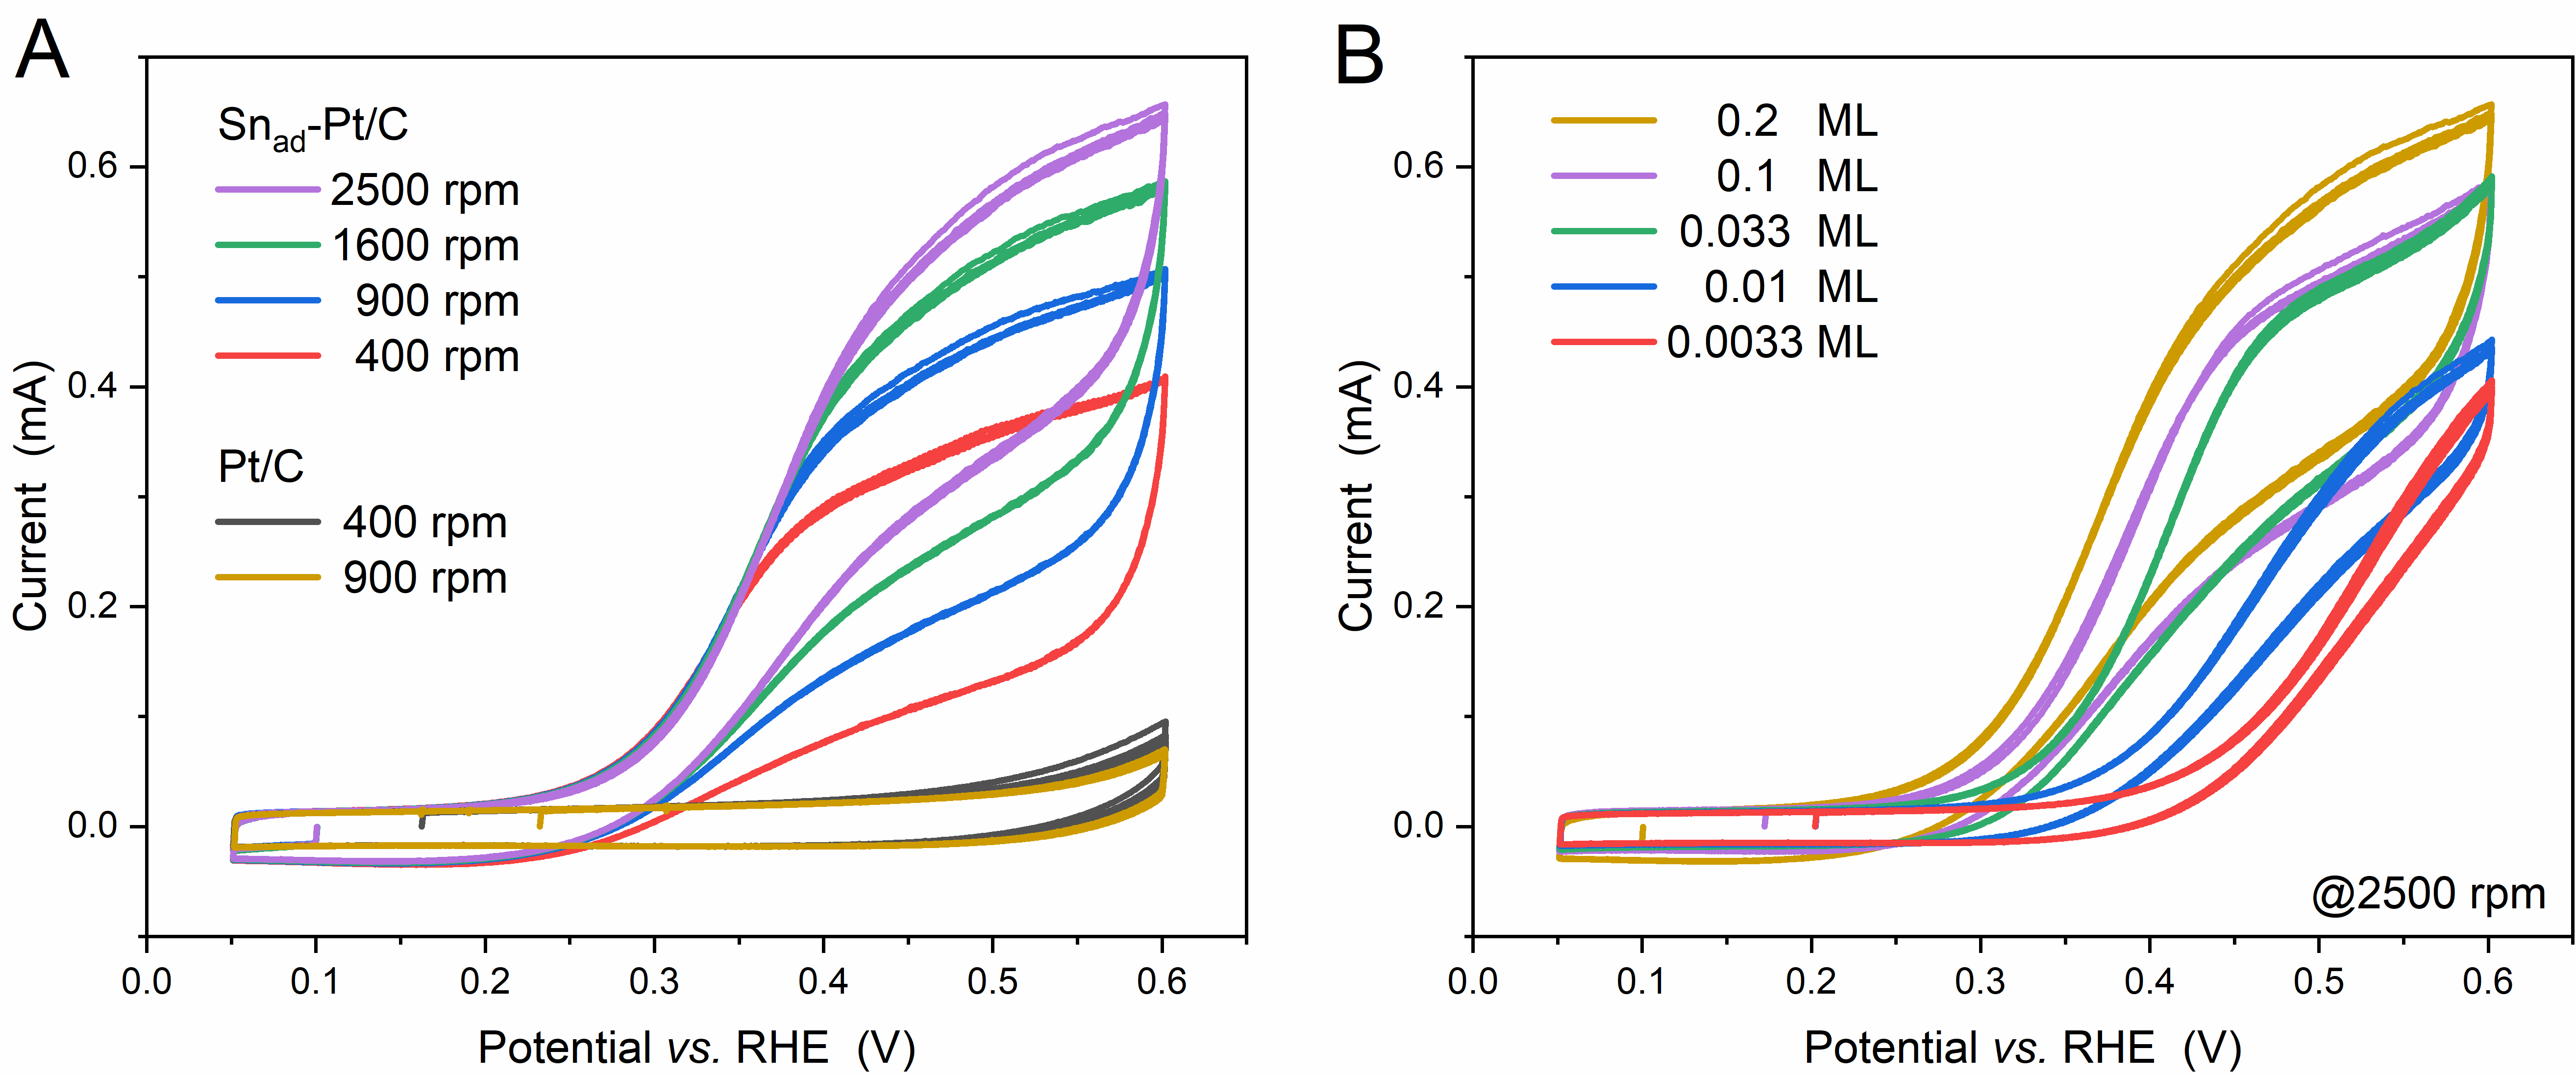 A
Sn_ad-Pt/C
2500 rpm
1600 rpm
900 rpm
400 rpm
Pt/C
400 rpm
900 rpm
Current (mA)
0.6
0.4
0.2
0.0
0.0 0.1 0.2 0.3 0.4 0.5 0.6
Potential vs. RHE (V)
B
0.2 ML
0.1 ML
0.033 ML
0.01 ML
0.0033 ML
@2500 rpm
Current (mA)
0.6
0.4
0.2
0.0
0.0 0.1 0.2 0.3 0.4 0.5 0.6
Potential vs. RHE (V)